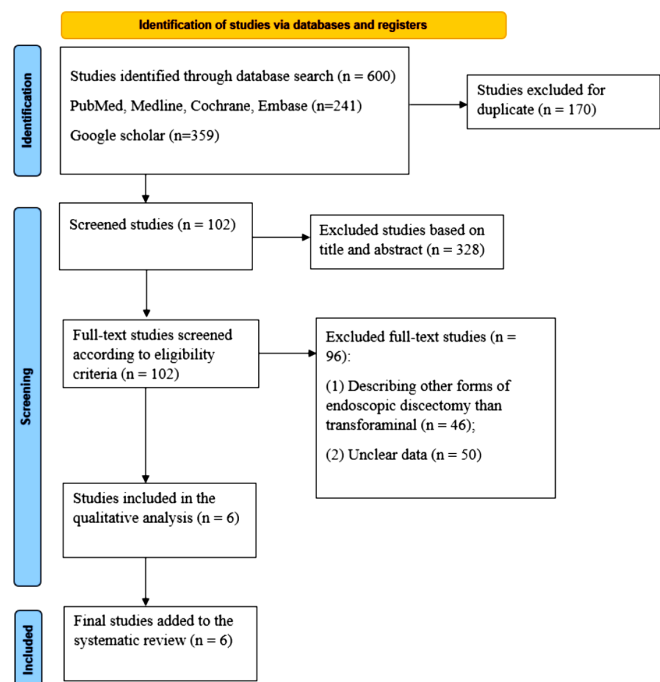 Identification of studies via databases and registers
Identification
Studies identified through database search (n = 600)
PubMed, Medline, Cochrane, Embase (n=241)
Google scholar (n=359)
Studies excluded for
duplicate (n = 170)
Screening
Screened studies (n = 102)
Excluded studies based on
title and abstract (n = 328)
Full-text studies screened
according to eligibility
criteria (n = 102)
Excluded full-text studies (n =
96):
(1) Describing other forms of
endoscopic discectomy than
transforaminal (n = 46);
(2) Unclear data (n = 50)
Studies included in the
qualitative analysis (n = 6)
Included
Final studies added to the
systematic review (n = 6)